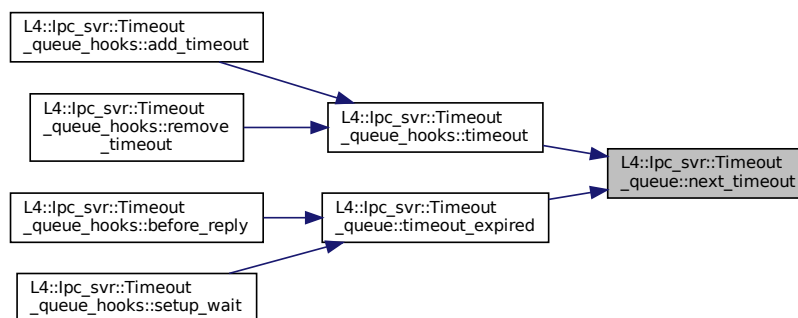 L4::Ipc_svr::Timeout
_queue_hooks::add_timeout
L4::Ipc_svr::Timeout
_queue_hooks::remove
_timeout
L4::Ipc_svr::Timeout
_queue_hooks::timeout
L4::Ipc_svr::Timeout
_queue::next_timeout
L4::Ipc_svr::Timeout
_queue_hooks::before_reply
L4::Ipc_svr::Timeout
_queue::timeout_expired
L4::Ipc_svr::Timeout
_queue_hooks::setup_wait